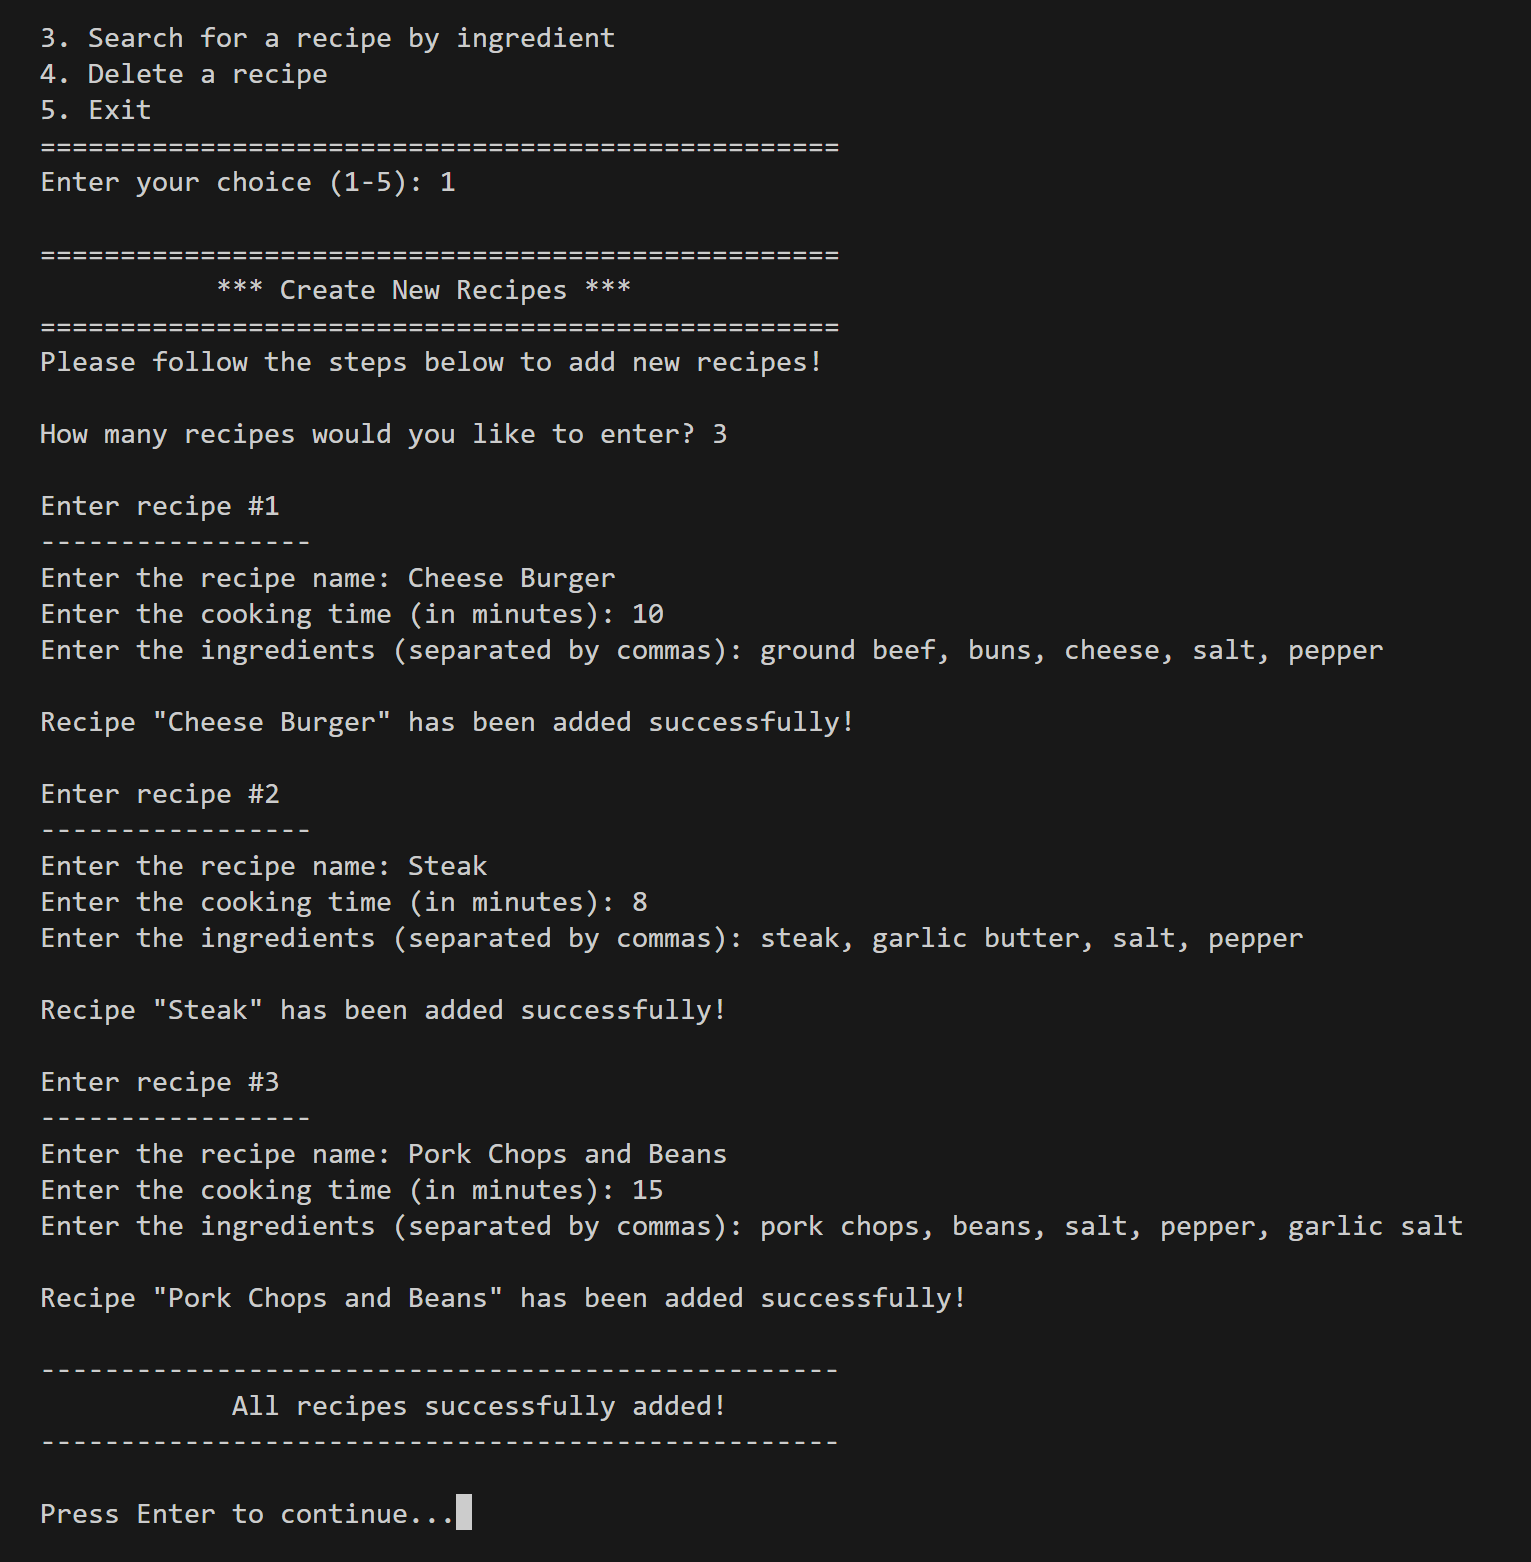 3. Search for a recipe by ingredient
4. Delete a recipe
5. Exit
==================================================
Enter your choice (1-5): 1
==================================================
*** Create New Recipes ***
==================================================
Please follow the steps below to add new recipes!
How many recipes would you like to enter? 3
Enter recipe #1
-----------------
Enter the recipe name: Cheese Burger
Enter the cooking time (in minutes): 10
Enter the ingredients (separated by commas): ground beef, buns, cheese, salt, pepper
Recipe "Cheese Burger" has been added successfully!
Enter recipe #2
-----------------
Enter the recipe name: Steak
Enter the cooking time (in minutes): 8
Enter the ingredients (separated by commas): steak, garlic butter, salt, pepper
Recipe "Steak" has been added successfully!
Enter recipe #3
-----------------
Enter the recipe name: Pork Chops and Beans
Enter the cooking time (in minutes): 15
Enter the ingredients (separated by commas): pork chops, beans, salt, pepper, garlic salt
Recipe "Pork Chops and Beans" has been added successfully!
--------------------------------------------------
All recipes successfully added!
--------------------------------------------------
Press Enter to continue...